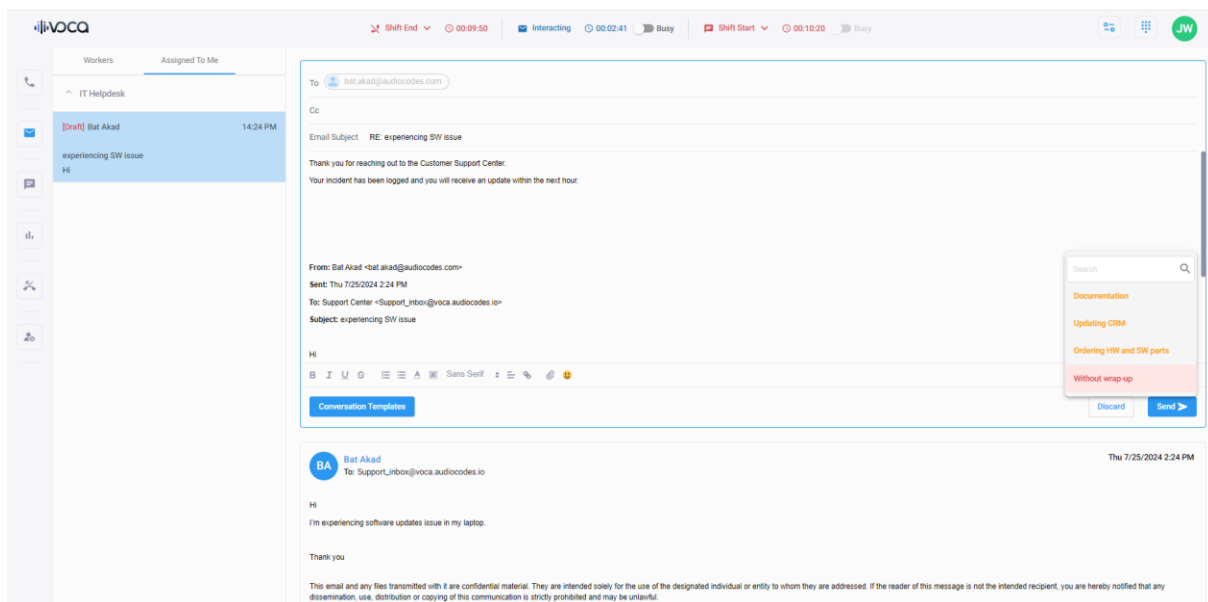 VOCA
Shift End 00:09:50 Interacting 00:02:41 Busy Shift Start 00:10:20 Busy JW
Workers Assigned To Me
IT Helpdesk
[Draft] Bat Akad 14:24 PM
experiencing SW issue
Hi
To bat.akad@audiocodes.com
Cc
Email Subject RE: experiencing SW issue
Thank you for reaching out to the Customer Support Center.
Your incident has been logged and you will receive an update within the next hour.
From: Bat Akad <bat.akad@audiocodes.com>
Sent: Thu 7/25/2024 2:24 PM
To: Support Center <Support_inbox@voca.audiocodes.io>
Subject: experiencing SW issue
Hi
B I U S A Sans Serif
Search
Documentation
Updating CRM
Ordering HW and SW parts
Without wrap-up
Conversation Templates Discard Send
BA Bat Akad Thu 7/25/2024 2:24 PM
To: Support_inbox@voca.audiocodes.io
Hi
I'm experiencing software updates issue in my laptop.
Thank you
This email and any files transmitted with it are confidential material. They are intended solely for the use of the designated individual or entity to whom they are addressed. If the reader of this message is not the intended recipient, you are hereby notified that any
dissemination, use, distribution or copying of this communication is strictly prohibited and may be unlawful.